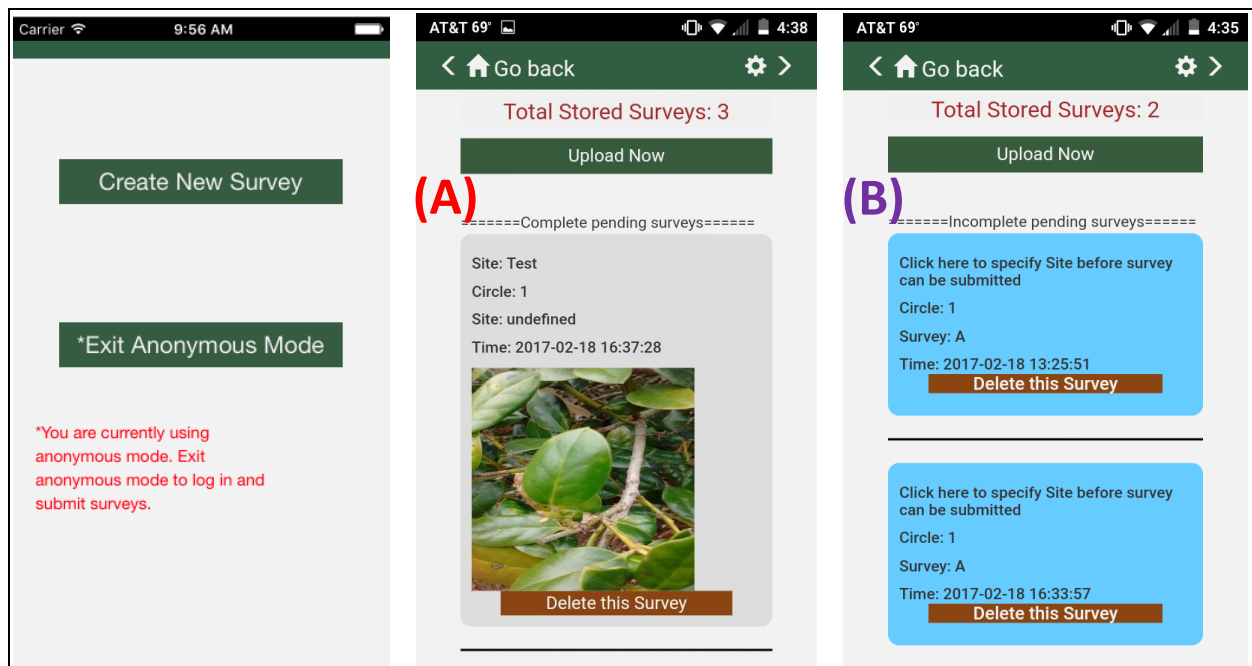 Carrier 9:56 AM
Create New Survey
*Exit Anonymous Mode
*You are currently using
anonymous mode. Exit
anonymous mode to log in and
submit surveys.
AT&T 69° 4:38
Go back
Total Stored Surveys: 3
Upload Now
(A)
=======Complete pending surveys======
Site: Test
Circle: 1
Site: undefined
Time: 2017-02-18 16:37:28
Delete this Survey
AT&T 69° 4:35
Go back
Total Stored Surveys: 2
Upload Now
(B)
=======Incomplete pending surveys======
Click here to specify Site before survey
can be submitted
Circle: 1
Survey: A
Time: 2017-02-18 13:25:51
Delete this Survey
Click here to specify Site before survey
can be submitted
Circle: 1
Survey: A
Time: 2017-02-18 16:33:57
Delete this Survey